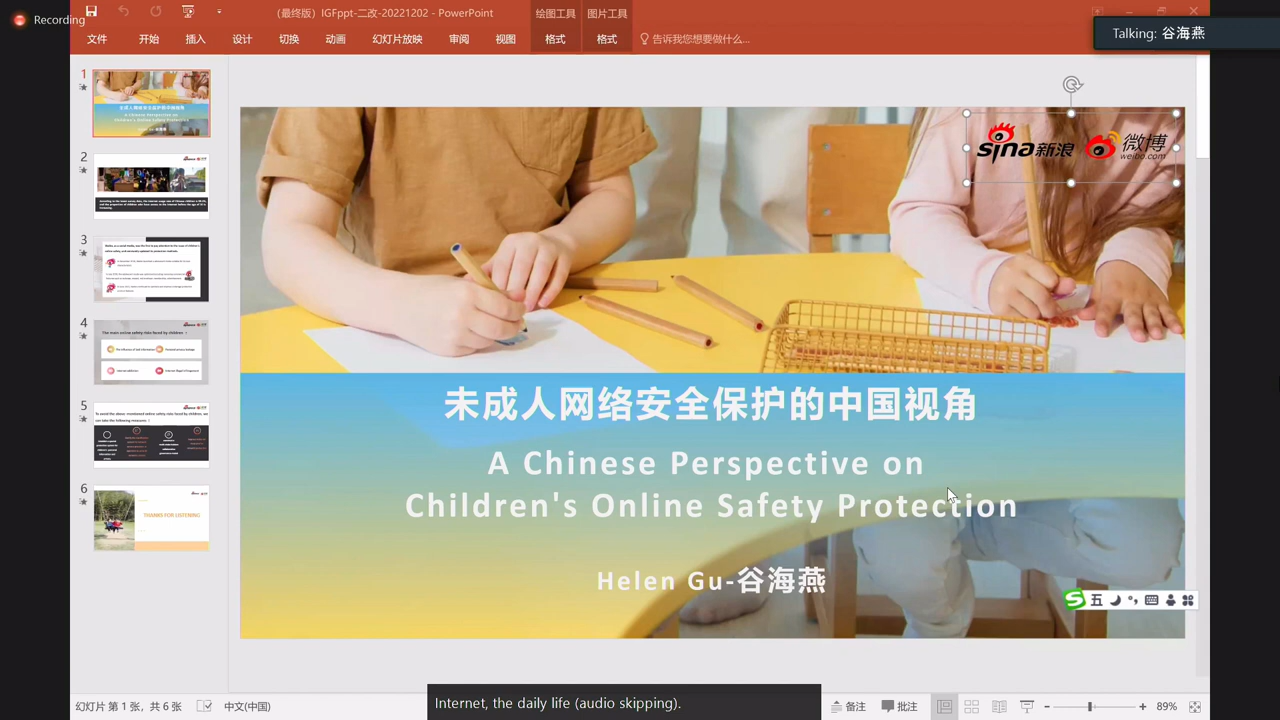 Recording
（最终版）IGFppt-二改-20221202 - PowerPoint
绘图工具
图片工具
文件
开始
插入
设计
切换
动画
幻灯片放映
审阅
视图
格式
格式
告诉我您想要做什么...
Talking: 谷海燕
1
2
3
4
5
6
THANKS FOR LISTENING
sina新浪
微博
weibo.com
未成人网络安全保护的中国视角
A Chinese Perspective on
Children's Online Safety Protection
Helen Gu-谷海燕
五
Internet, the daily life (audio skipping).
幻灯片 第 1 张，共 6 张
中文(中国)
备注
批注
89%